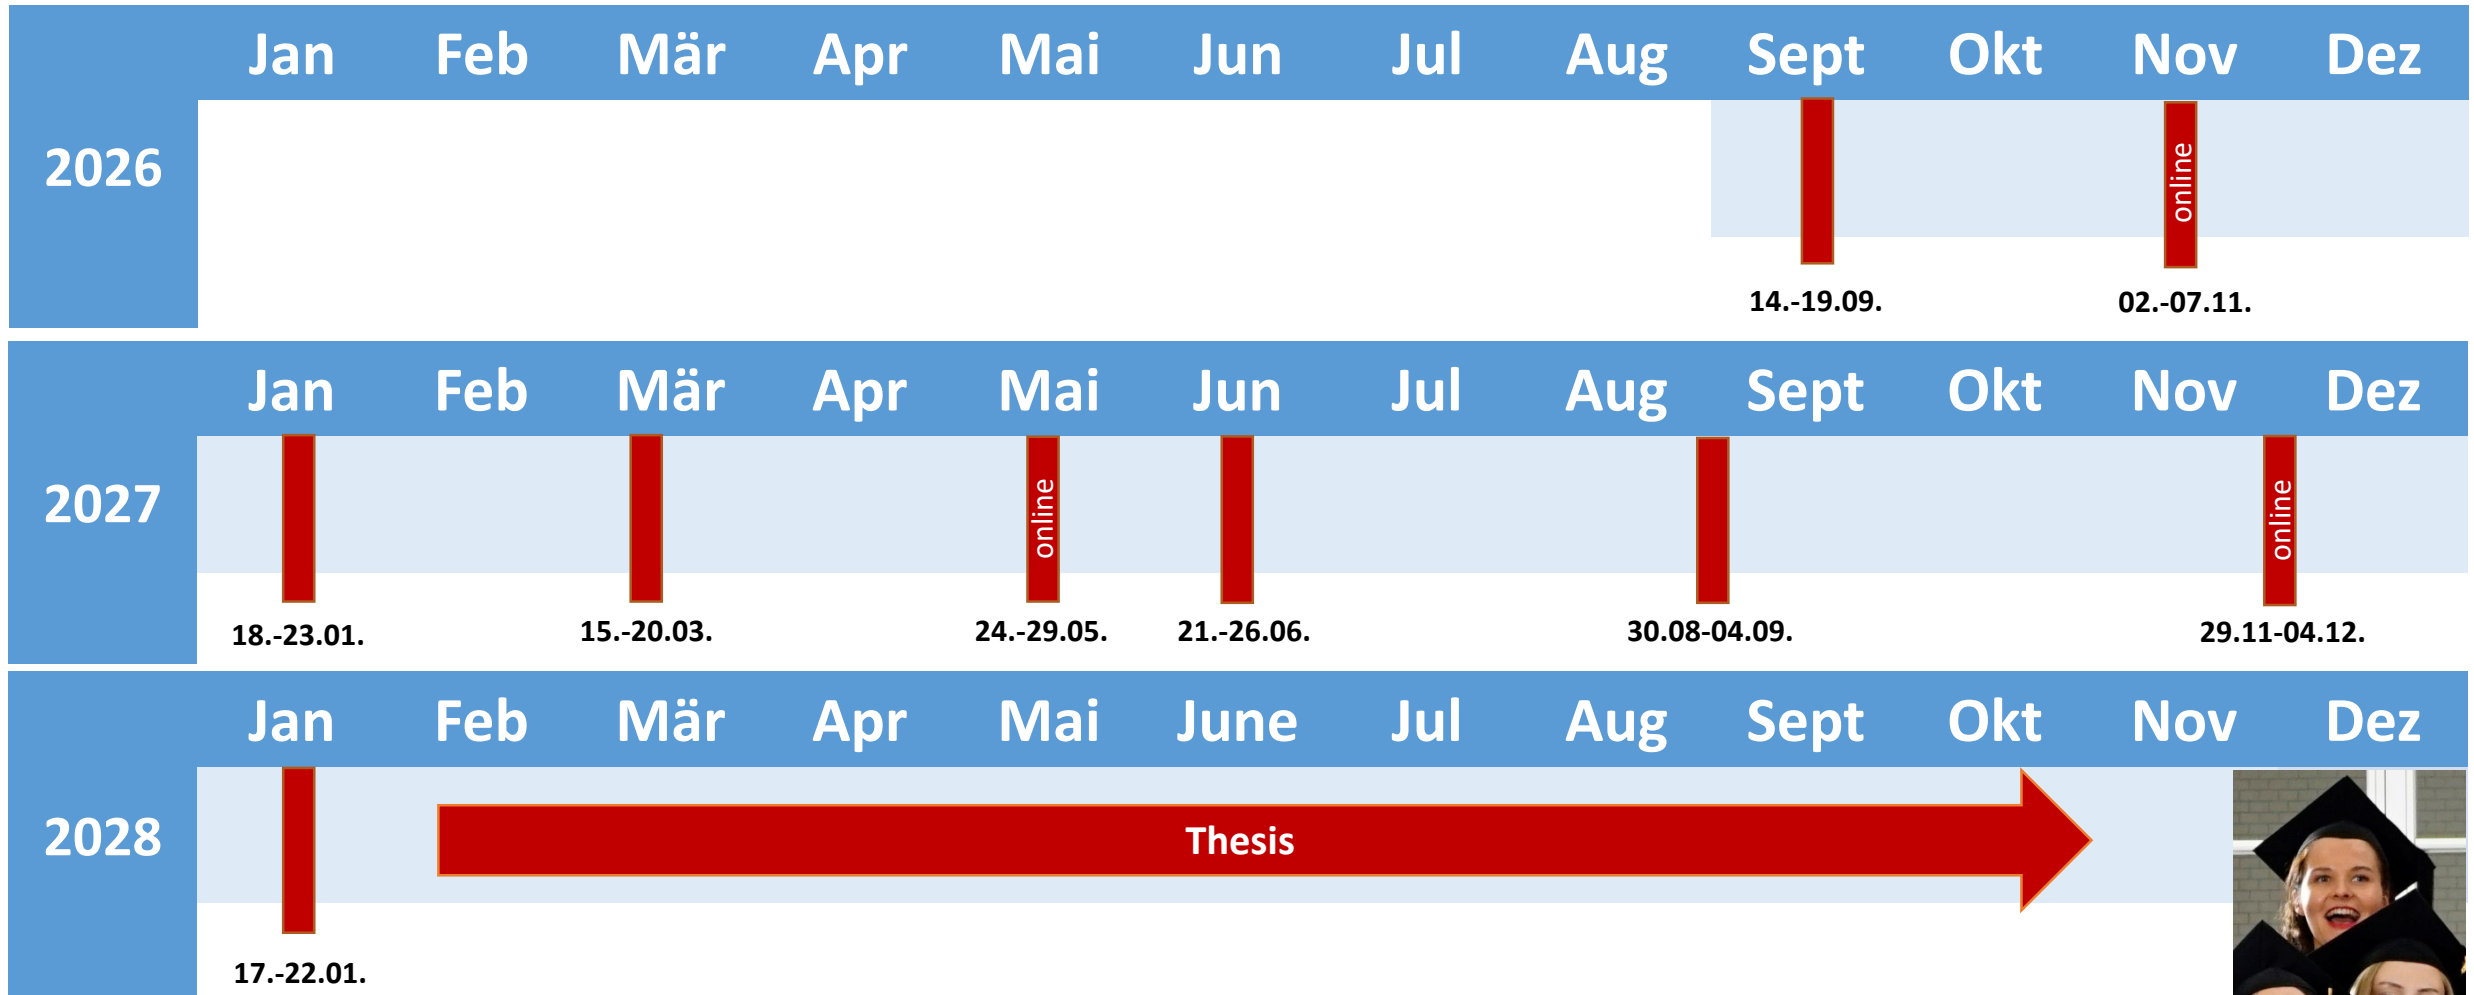 Jan Feb Mär Apr Mai Jun Jul Aug Sept Okt Nov Dez
2026
online
14.-19.09. 02.-07.11.
Jan Feb Mär Apr Mai Jun Jul Aug Sept Okt Nov Dez
2027
online online
18.-23.01. 15.-20.03. 24.-29.05. 21.-26.06. 30.08-04.09. 29.11-04.12.
Jan Feb Mär Apr Mai June Jul Aug Sept Okt Nov Dez
2028
Thesis
17.-22.01.